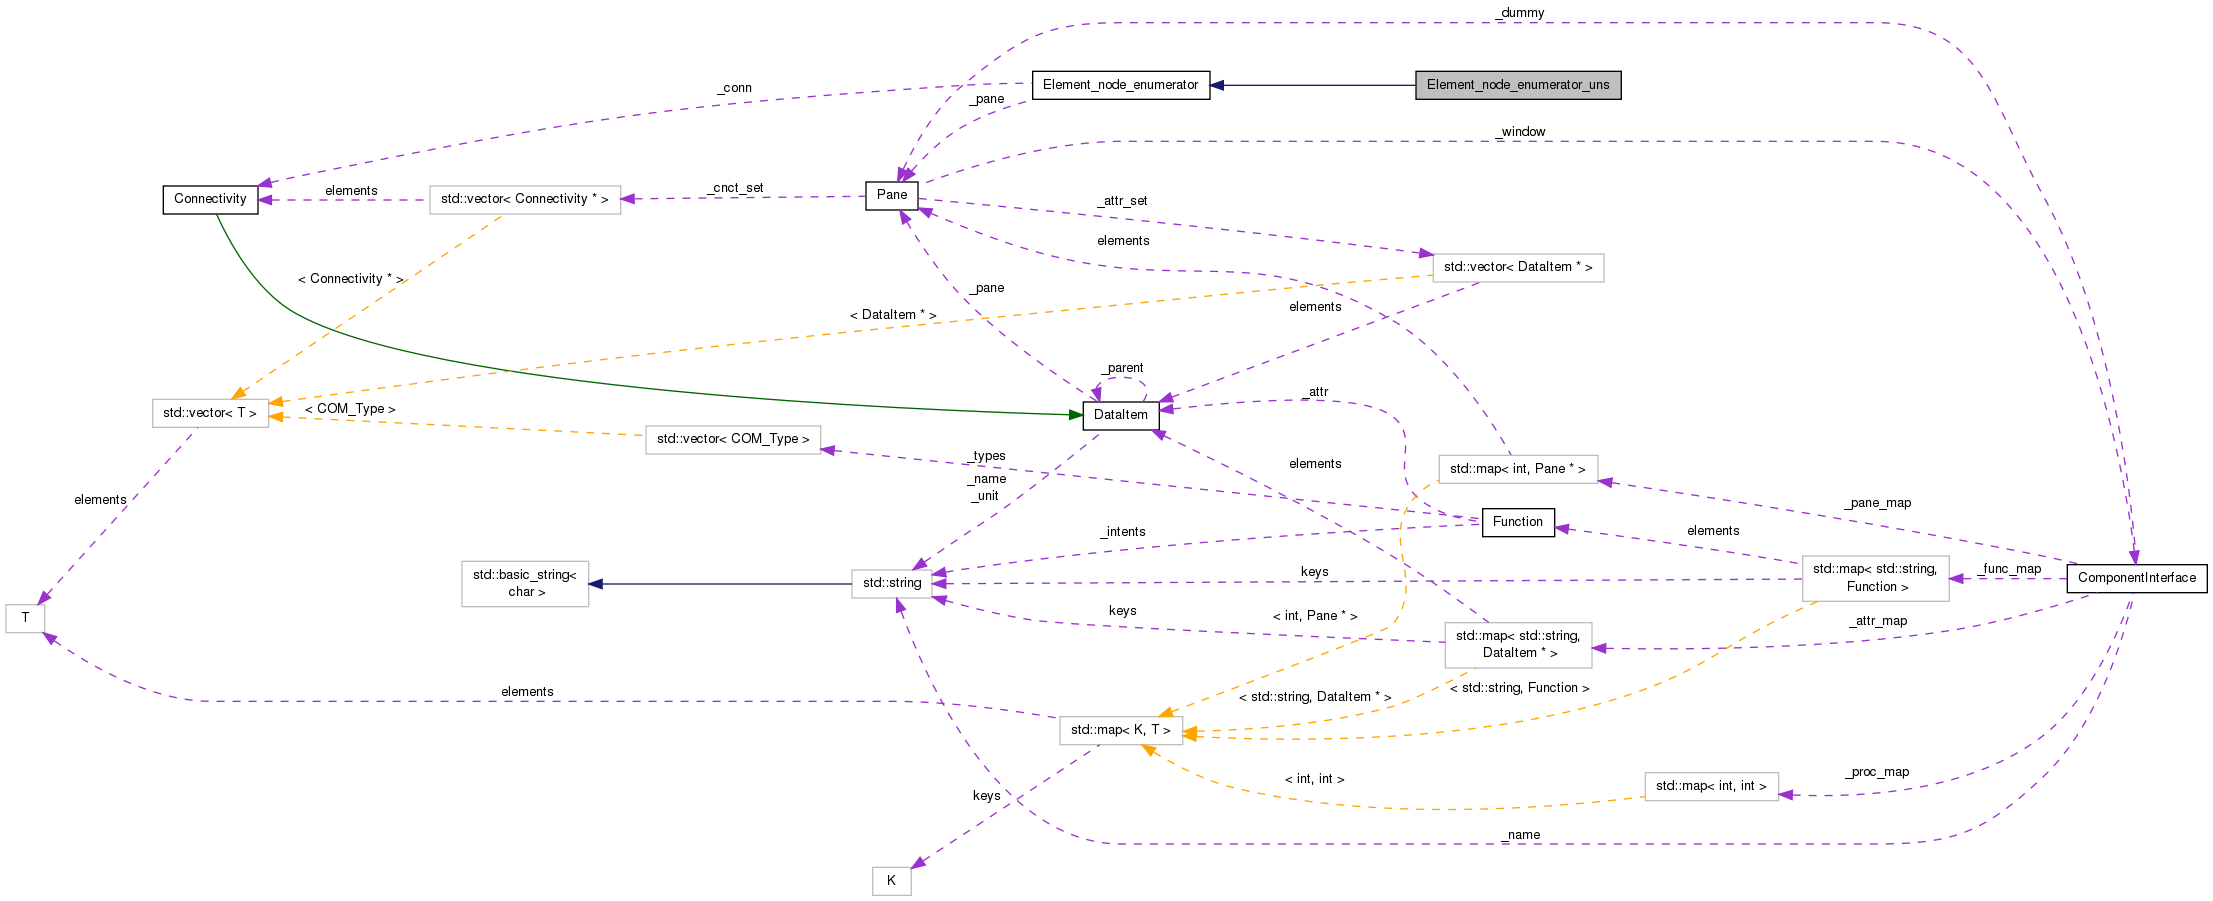 _dummy
Element_node_enumerator
Element_node_enumerator_uns
_conn
_pane
_window
Connectivity
elements
std::vector< Connectivity * >
_cnct_set
Pane
_attr_set
elements
std::vector< DataItem * >
< Connectivity * >
_pane
elements
< DataItem * >
_parent
_attr
std::vector< T >
< COM_Type >
DataItem
std::vector< COM_Type >
_types
elements
std::map< int, Pane * >
_name
_unit
elements
_pane_map
Function
_intents
elements
std::basic_string<
char >
std::string
keys
std::map< std::string,
Function >
_func_map
ComponentInterface
T
keys
< int, Pane * >
std::map< std::string,
DataItem * >
_attr_map
elements
< std::string, DataItem * >
< std::string, Function >
std::map< K, T >
keys
< int, int >
std::map< int, int >
_proc_map
_name
K